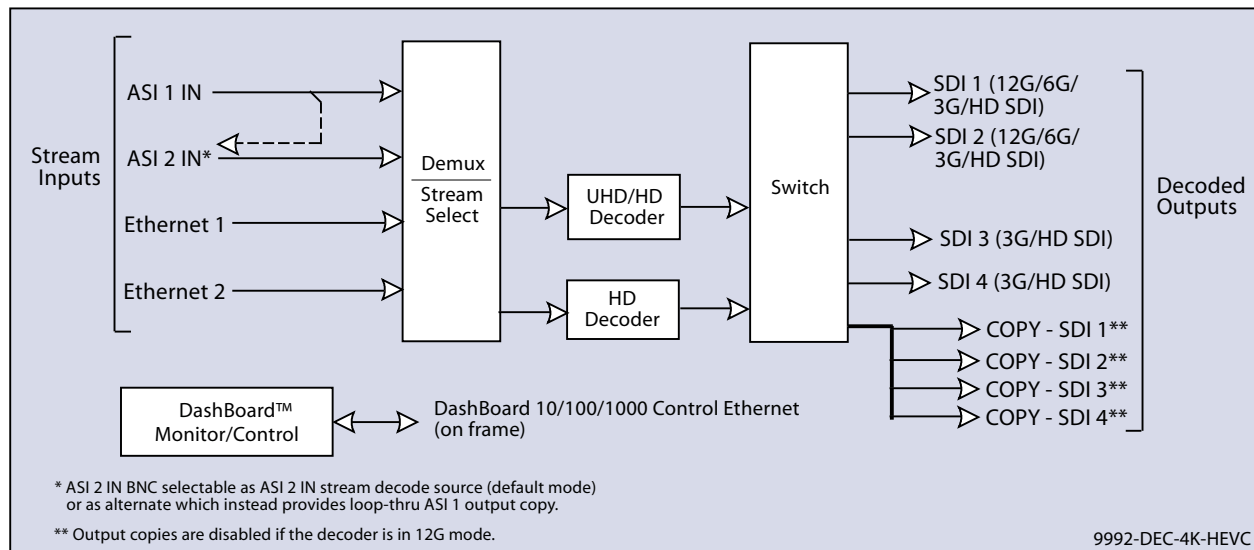 Stream
Inputs
ASI 1 IN
ASI 2 IN*
Ethernet 1
Ethernet 2
Demux
Stream
Select
UHD/HD
Decoder
HD
Decoder
Switch
SDI 1 (12G/6G/
3G/HD SDI)
SDI 2 (12G/6G/
3G/HD SDI)
SDI 3 (3G/HD SDI)
SDI 4 (3G/HD SDI)
COPY - SDI 1**
COPY - SDI 2**
COPY - SDI 3**
COPY - SDI 4**
Decoded
Outputs
DashBoard™
Monitor/Control
DashBoard 10/100/1000 Control Ethernet
(on frame)
* ASI 2 IN BNC selectable as ASI 2 IN stream decode source (default mode)
or as alternate which instead provides loop-thru ASI 1 output copy.
** Output copies are disabled if the decoder is in 12G mode.
9992-DEC-4K-HEVC